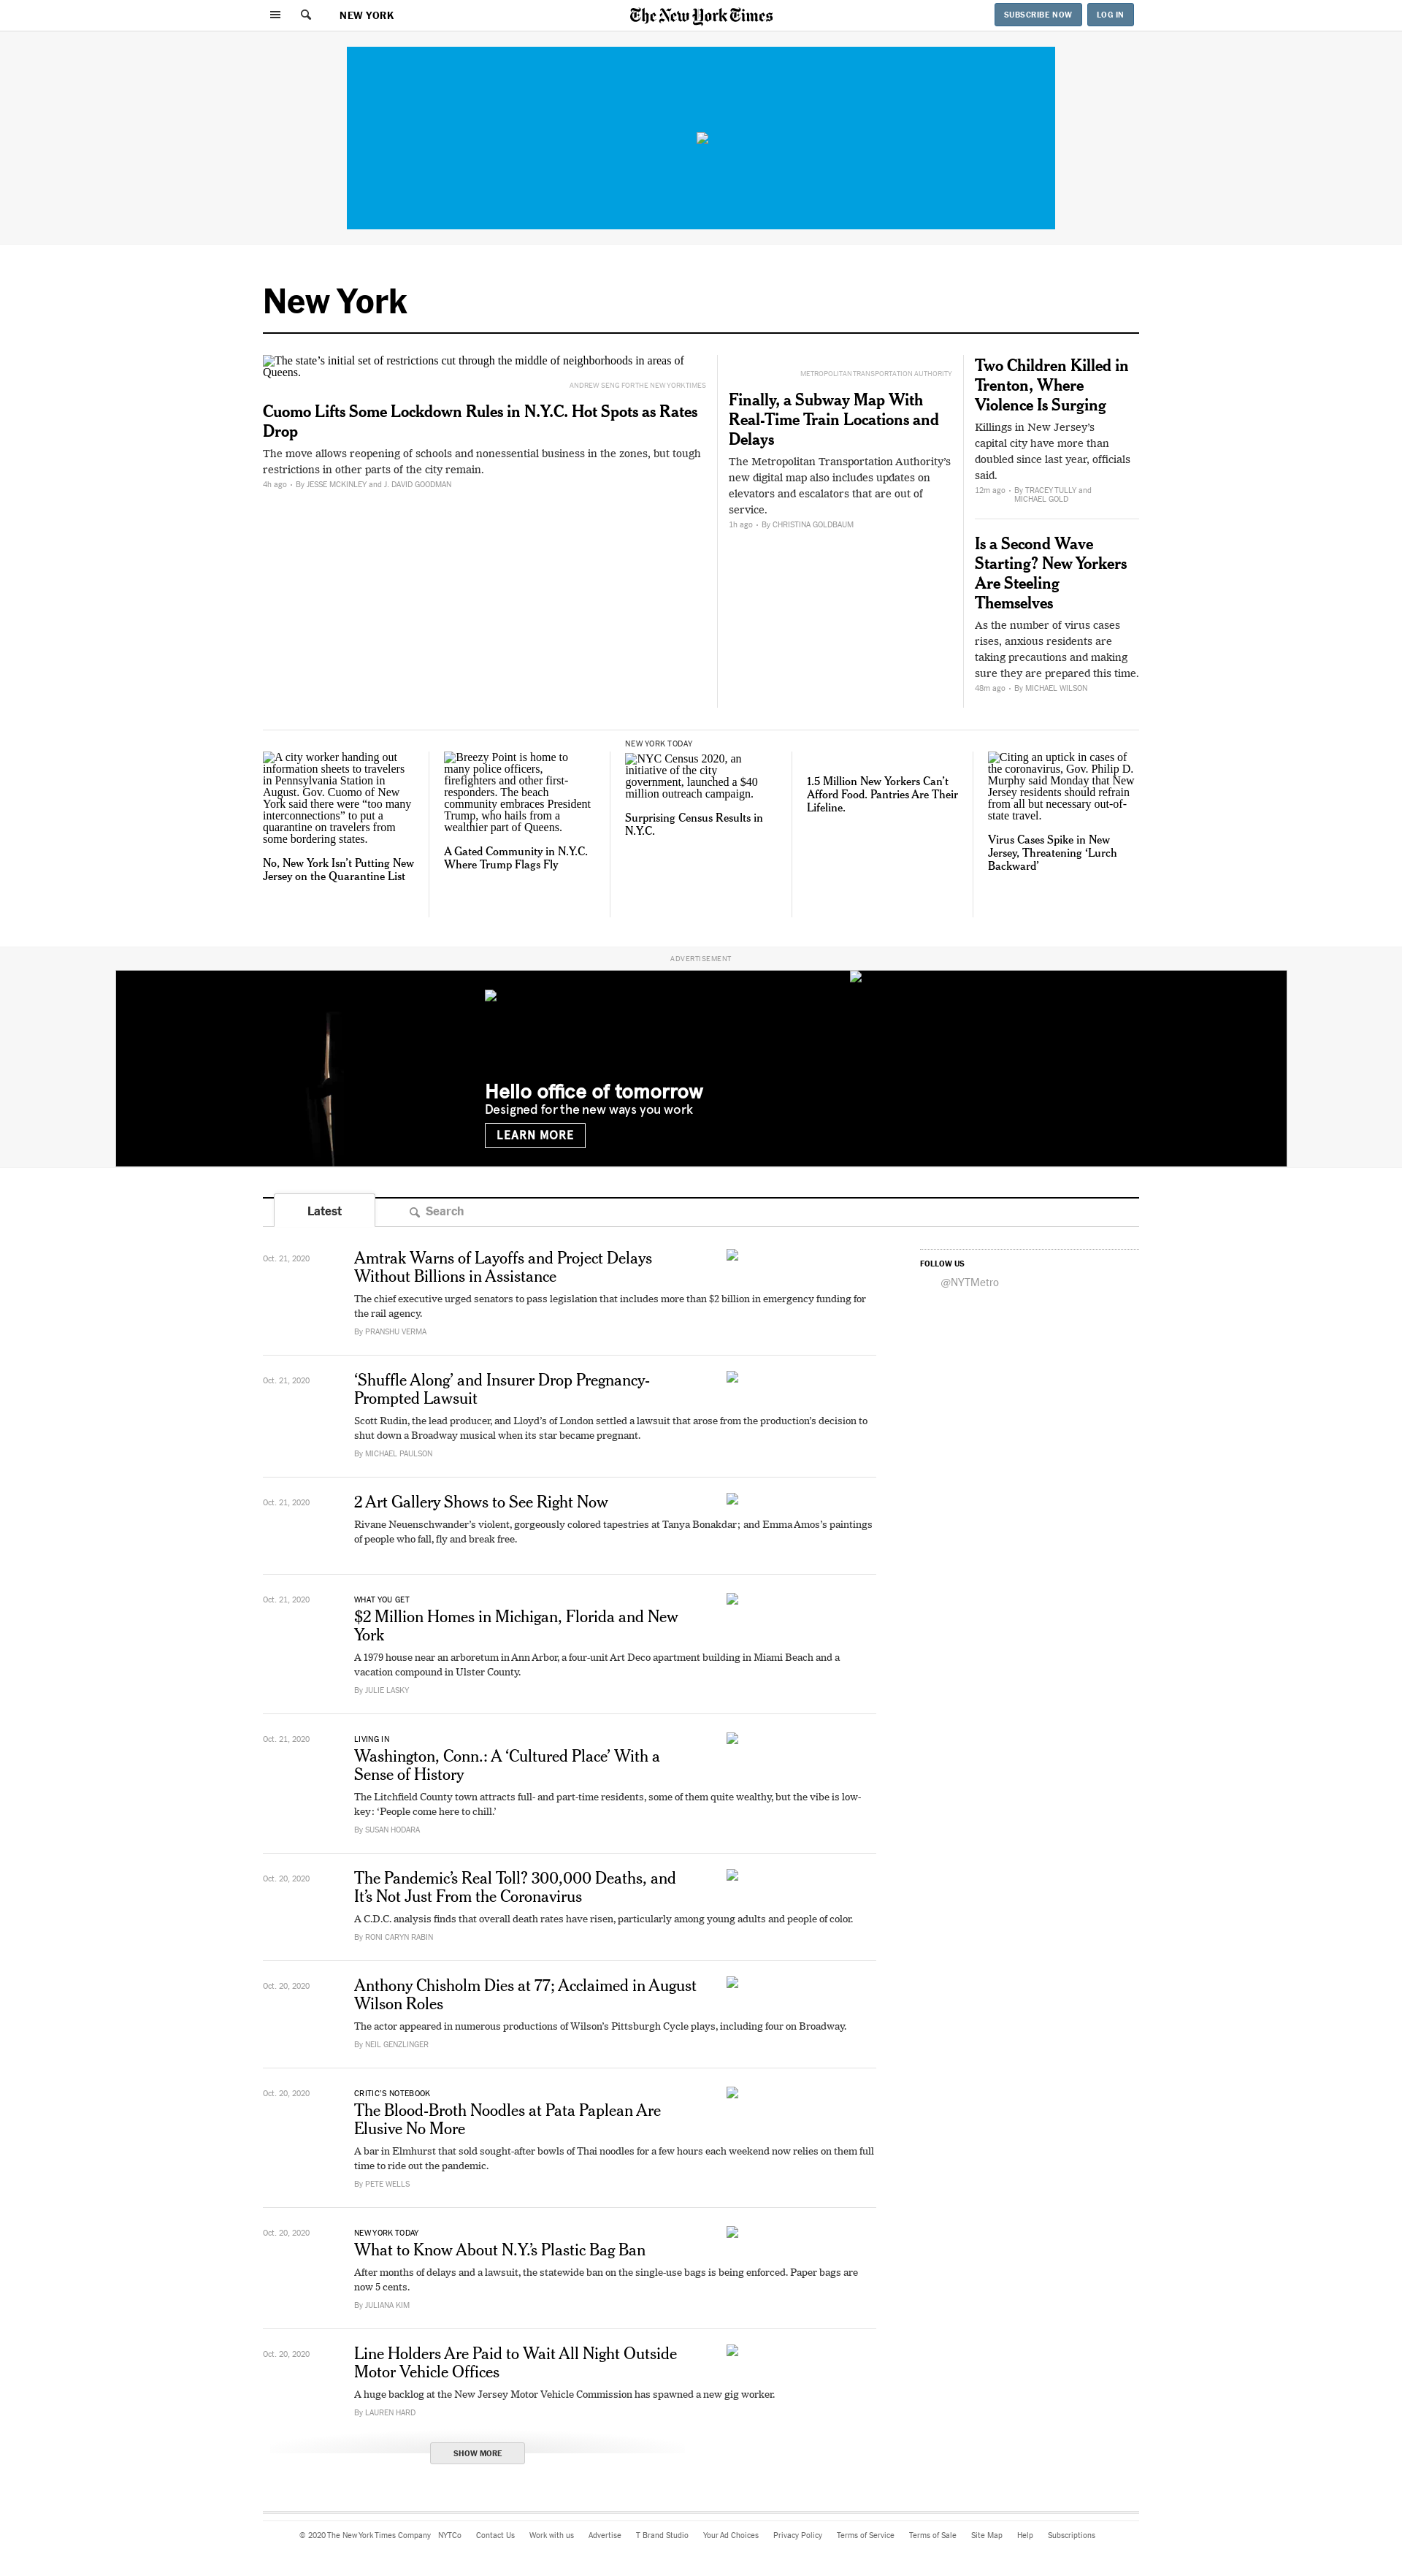 NEW YORK
The New York Times
SUBSCRIBE NOW
LOG IN
New York
The state’s initial set of restrictions cut through the middle of neighborhoods in areas of
Queens.
ANDREW SENG FOR THE NEW YORK TIMES
Cuomo Lifts Some Lockdown Rules in N.Y.C. Hot Spots as Rates
Drop
The move allows reopening of schools and nonessential business in the zones, but tough
restrictions in other parts of the city remain.
4h ago • By JESSE MCKINLEY and J. DAVID GOODMAN
METROPOLITAN TRANSPORTATION AUTHORITY
Finally, a Subway Map With
Real-Time Train Locations and
Delays
The Metropolitan Transportation Authority’s
new digital map also includes updates on
elevators and escalators that are out of
service.
1h ago • By CHRISTINA GOLDBAUM
Two Children Killed in
Trenton, Where
Violence Is Surging
Killings in New Jersey’s
capital city have more than
doubled since last year, officials
said.
12m ago • By TRACEY TULLY and
MICHAEL GOLD
Is a Second Wave
Starting? New Yorkers
Are Steeling
Themselves
As the number of virus cases
rises, anxious residents are
taking precautions and making
sure they are prepared this time.
48m ago • By MICHAEL WILSON
A city worker handing out
information sheets to travelers
in Pennsylvania Station in
August. Gov. Cuomo of New
York said there were “too many
interconnections” to put a
quarantine on travelers from
some bordering states.
No, New York Isn’t Putting New
Jersey on the Quarantine List
Breezy Point is home to
many police officers,
firefighters and other first-
responders. The beach
community embraces President
Trump, who hails from a
wealthier part of Queens.
A Gated Community in N.Y.C.
Where Trump Flags Fly
NEW YORK TODAY
NYC Census 2020, an
initiative of the city
government, launched a $40
million outreach campaign.
Surprising Census Results in
N.Y.C.
1.5 Million New Yorkers Can’t
Afford Food. Pantries Are Their
Lifeline.
Citing an uptick in cases of
the coronavirus, Gov. Philip D.
Murphy said Monday that New
Jersey residents should refrain
from all but necessary out-of-
state travel.
Virus Cases Spike in New
Jersey, Threatening ‘Lurch
Backward’
ADVERTISEMENT
Hello office of tomorrow
Designed for the new ways you work
LEARN MORE
Latest
Search
Oct. 21, 2020
Amtrak Warns of Layoffs and Project Delays
Without Billions in Assistance
The chief executive urged senators to pass legislation that includes more than $2 billion in emergency funding for
the rail agency.
By PRANSHU VERMA
FOLLOW US
@NYTMetro
Oct. 21, 2020
‘Shuffle Along’ and Insurer Drop Pregnancy-
Prompted Lawsuit
Scott Rudin, the lead producer, and Lloyd’s of London settled a lawsuit that arose from the production’s decision to
shut down a Broadway musical when its star became pregnant.
By MICHAEL PAULSON
Oct. 21, 2020
2 Art Gallery Shows to See Right Now
Rivane Neuenschwander’s violent, gorgeously colored tapestries at Tanya Bonakdar; and Emma Amos’s paintings
of people who fall, fly and break free.
Oct. 21, 2020
WHAT YOU GET
$2 Million Homes in Michigan, Florida and New
York
A 1979 house near an arboretum in Ann Arbor, a four-unit Art Deco apartment building in Miami Beach and a
vacation compound in Ulster County.
By JULIE LASKY
Oct. 21, 2020
LIVING IN
Washington, Conn.: A ‘Cultured Place’ With a
Sense of History
The Litchfield County town attracts full- and part-time residents, some of them quite wealthy, but the vibe is low-
key: ‘People come here to chill.’
By SUSAN HODARA
Oct. 20, 2020
The Pandemic’s Real Toll? 300,000 Deaths, and
It’s Not Just From the Coronavirus
A C.D.C. analysis finds that overall death rates have risen, particularly among young adults and people of color.
By RONI CARYN RABIN
Oct. 20, 2020
Anthony Chisholm Dies at 77; Acclaimed in August
Wilson Roles
The actor appeared in numerous productions of Wilson’s Pittsburgh Cycle plays, including four on Broadway.
By NEIL GENZLINGER
Oct. 20, 2020
CRITIC’S NOTEBOOK
The Blood-Broth Noodles at Pata Paplean Are
Elusive No More
A bar in Elmhurst that sold sought-after bowls of Thai noodles for a few hours each weekend now relies on them full
time to ride out the pandemic.
By PETE WELLS
Oct. 20, 2020
NEW YORK TODAY
What to Know About N.Y.’s Plastic Bag Ban
After months of delays and a lawsuit, the statewide ban on the single-use bags is being enforced. Paper bags are
now 5 cents.
By JULIANA KIM
Oct. 20, 2020
Line Holders Are Paid to Wait All Night Outside
Motor Vehicle Offices
A huge backlog at the New Jersey Motor Vehicle Commission has spawned a new gig worker.
By LAUREN HARD
SHOW MORE
© 2020 The New York Times Company NYTCo Contact Us Work with us Advertise T Brand Studio Your Ad Choices Privacy Policy Terms of Service Terms of Sale Site Map Help Subscriptions